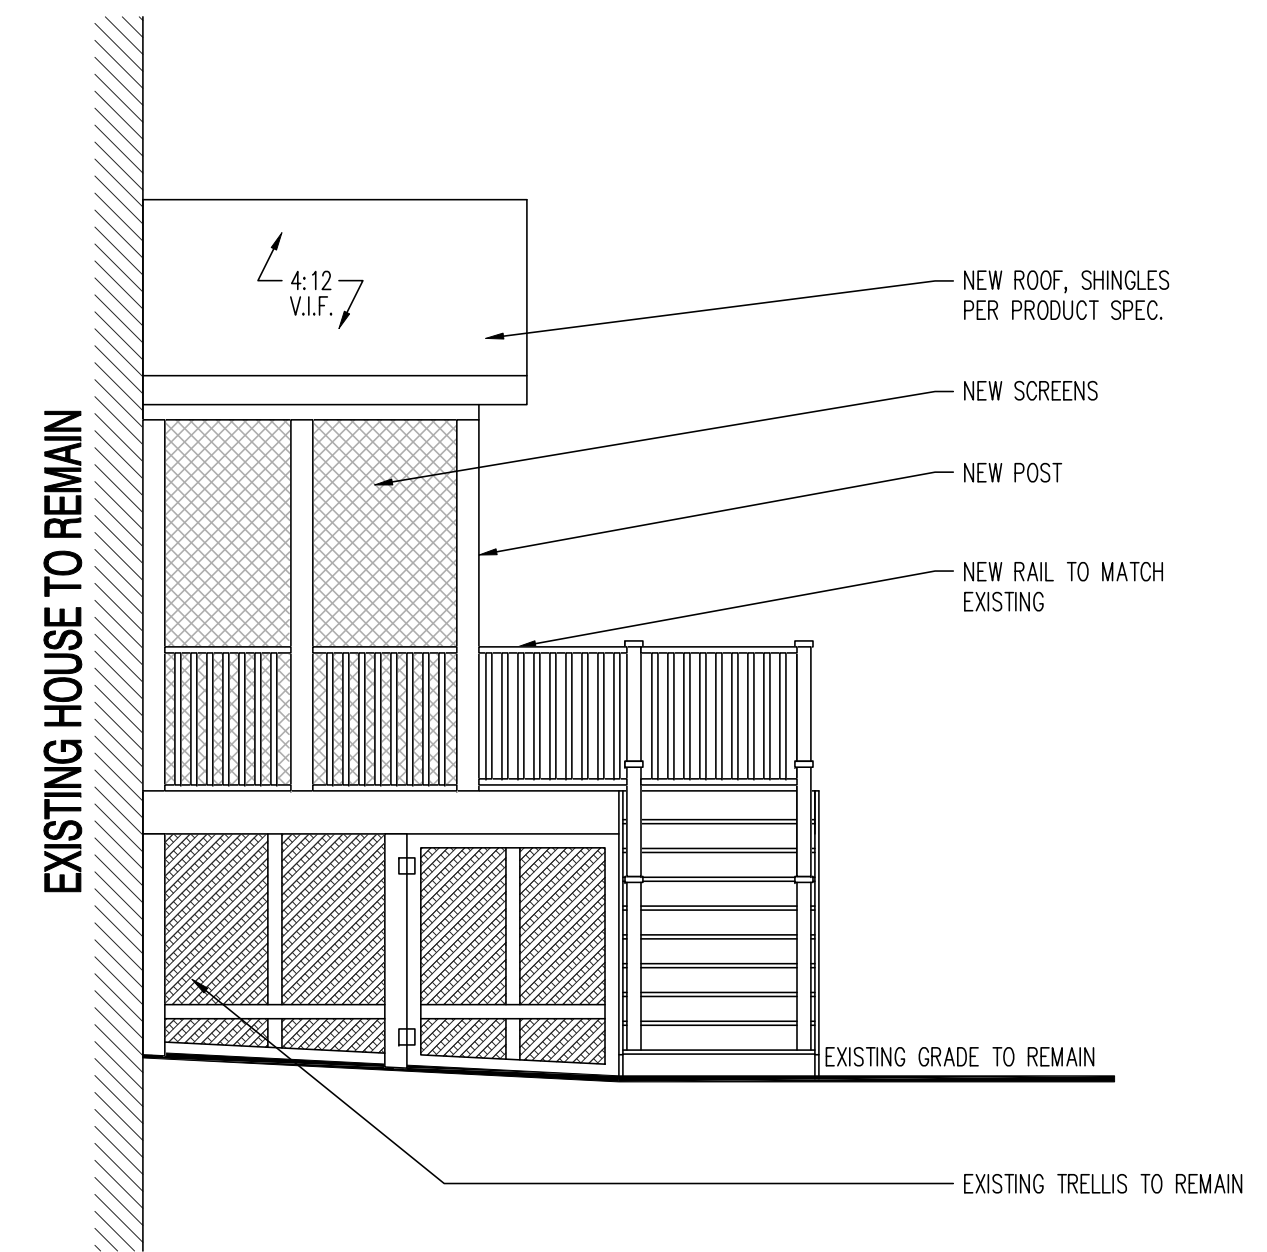 4:12
V.I.F.
NEW ROOF, SHINGLES
PER PRODUCT SPEC.
NEW SCREENS
NEW POST
NEW RAIL TO MATCH
EXISTING
EXISTING HOUSE TO REMAIN
EXISTING GRADE TO REMAIN
EXISTING TRELLIS TO REMAIN